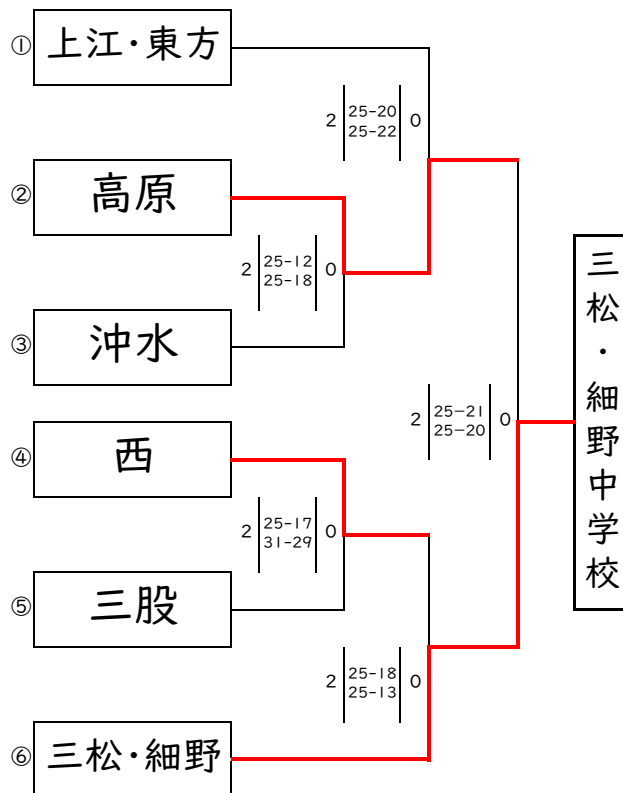 ① 上江・東方
2 25-20 0
25-22
② 高原
2 25-12 0
25-18
③ 沖水
2 25-21 0
25-20
④ 西
2 25-17 0
31-29
⑤ 三股
2 25-18 0
25-13
⑥ 三松・細野
三松・細野中学校